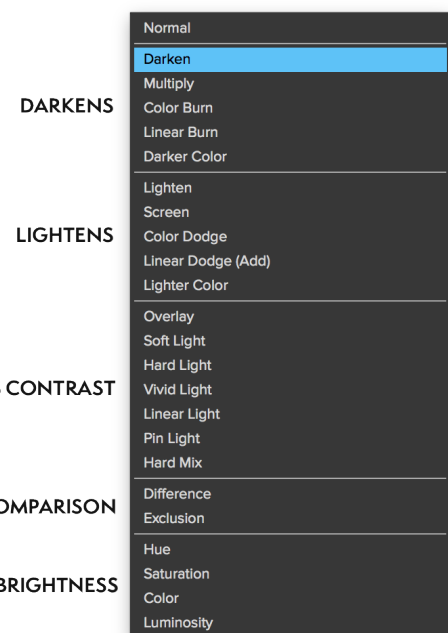 Normal
Darken
Multiply
DARKENS
Color Burn
Linear Burn
Darker Color
Lighten
Screen
LIGHTENS
Color Dodge
Linear Dodge (Add)
Lighter Color
Overlay
Soft Light
Hard Light
CONTRAST
Vivid Light
Linear Light
Pin Light
Hard Mix
Difference
OMPARISON
Exclusion
Hue
Saturation
BRIGHTNESS
Color
Luminosity